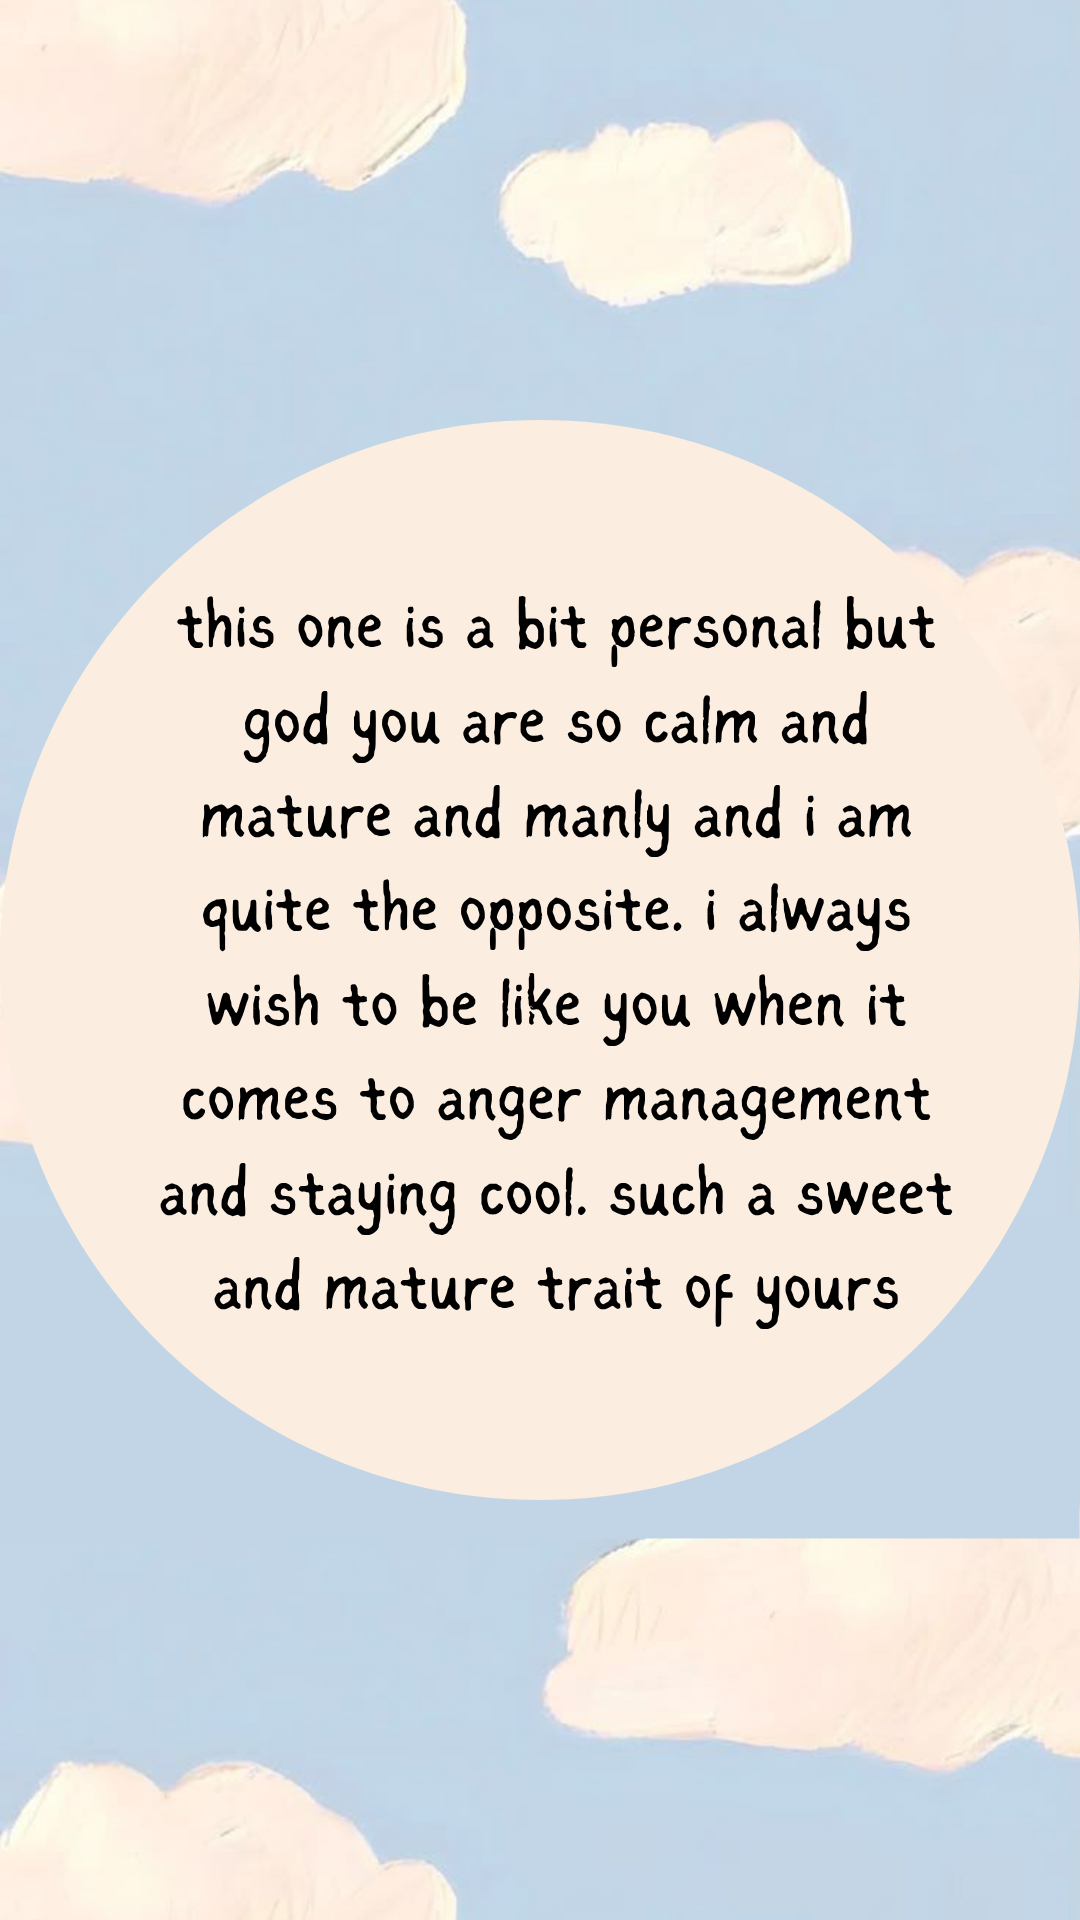 this one is a bit personal but
god you are so calm and
mature and manly and i am
quite the opposite. i always
wish to be like you when it
comes to anger management
and staying cool. such a sweet
and mature trait of yours